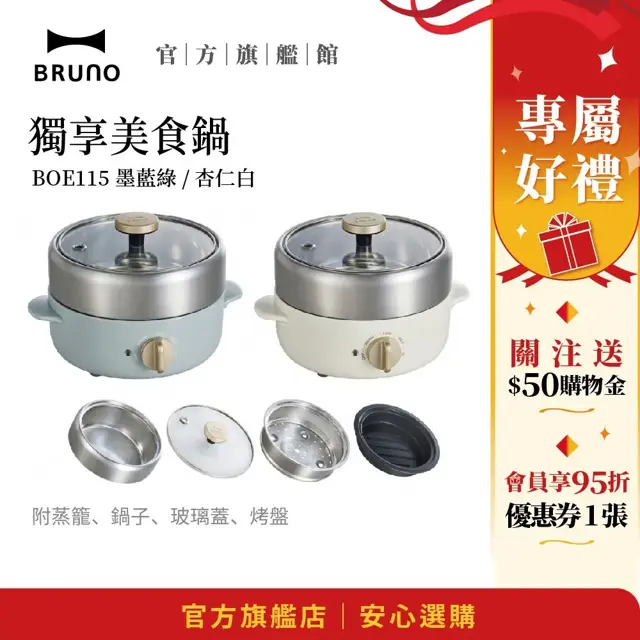 BRUNO
官|方|旗|艦|館
獨享美食鍋
BOE115 墨藍綠 / 杏仁白
附蒸籠、鍋子、玻璃蓋、烤盤
專屬
好禮
關注送
$50購物金
會員享95折
優惠券1張
官方旗艦店｜安心選購